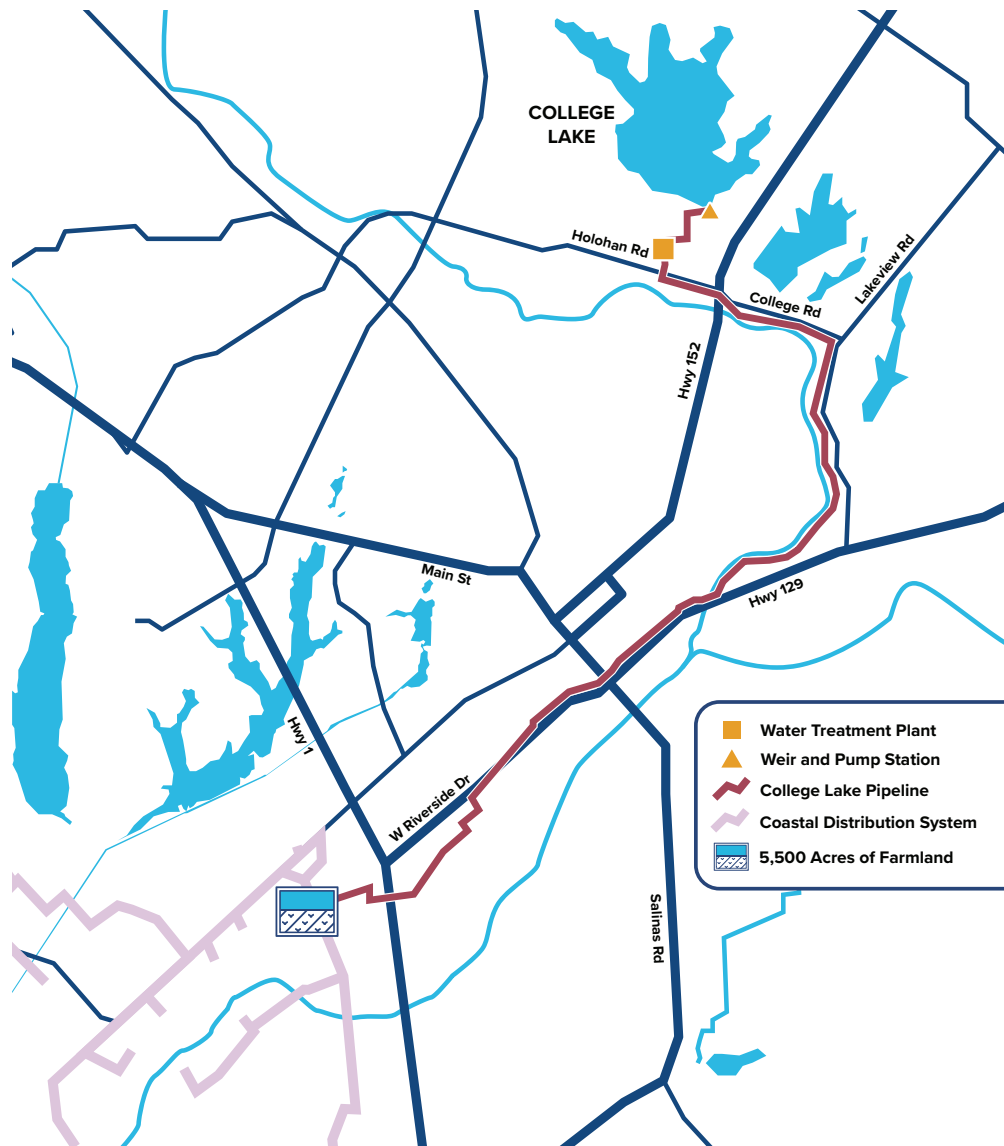 COLLEGE
LAKE
Holohan Rd
College Rd
Lakeview Rd
Hwy 152
Main St
Hwy 129
Hwy 1
W Riverside Dr
Salinas Rd
Water Treatment Plant
Weir and Pump Station
College Lake Pipeline
Coastal Distribution System
5,500 Acres of Farmland